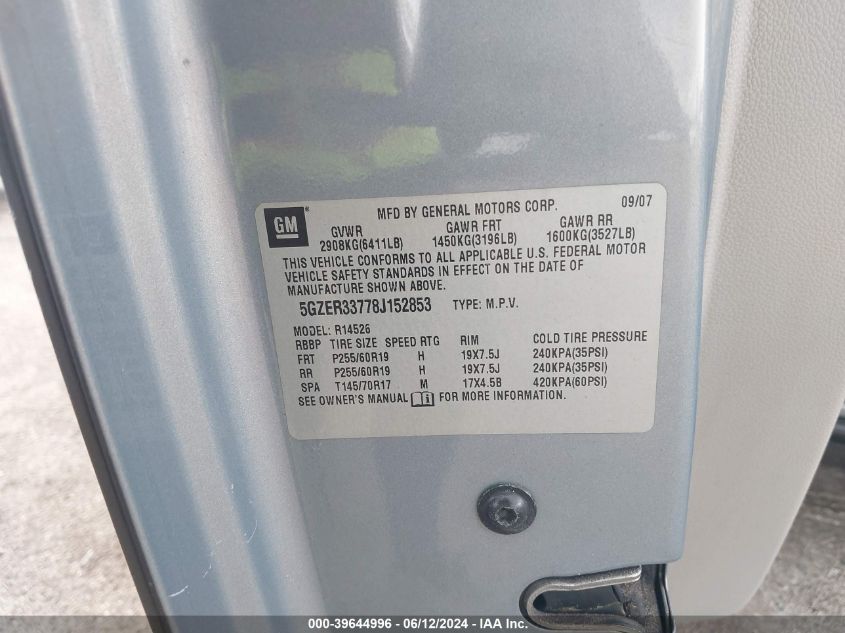 GM
MFD BY GENERAL MOTORS CORP. 09/07
GVWR GAWR FRT GAWR RR
2908KG(6411LB) 1450KG(3196LB) 1600KG(3527LB)
THIS VEHICLE CONFORMS TO ALL APPLICABLE U.S. FEDERAL MOTOR
VEHICLE SAFETY STANDARDS IN EFFECT ON THE DATE OF
MANUFACTURE SHOWN ABOVE.
5GZER33778J152853 TYPE: M.P.V.
MODEL: R14526
RBBP TIRE SIZE SPEED RTG RIM COLD TIRE PRESSURE
FRT P255/60R19 H 19X7.5J 240KPA(35PSI)
RR P255/60R19 H 19X7.5J 240KPA(35PSI)
SPA T145/70R17 M 17X4.5B 420KPA(60PSI)
SEE OWNER'S MANUAL i FOR MORE INFORMATION.
000-39644996 - 06/12/2024 - IAA Inc.